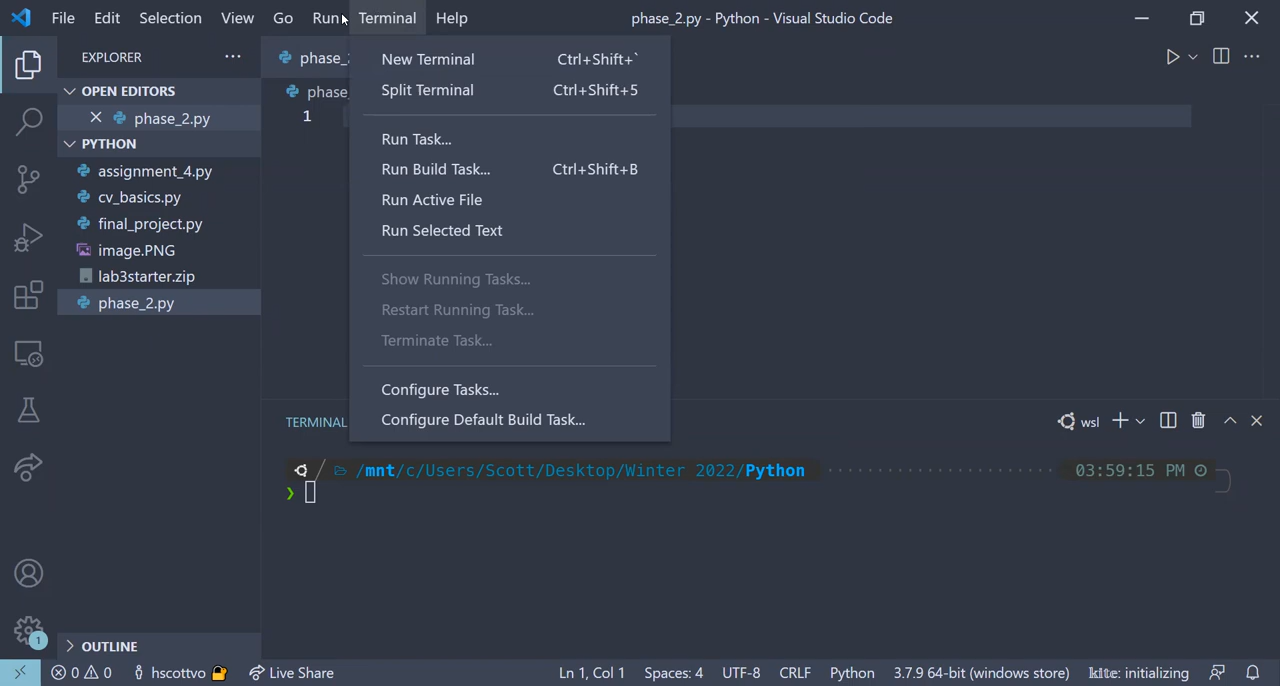 File Edit Selection View Go Run Terminal Help phase_2.py - Python - Visual Studio Code
EXPLORER ···
phase_2
OPEN EDITORS
phase_2.py
phase_
1
PYTHON
assignment_4.py
cv_basics.py
final_project.py
image.PNG
lab3starter.zip
phase_2.py
New Terminal Ctrl+Shift+`
Split Terminal Ctrl+Shift+5
Run Task...
Run Build Task... Ctrl+Shift+B
Run Active File
Run Selected Text
Show Running Tasks...
Restart Running Task...
Terminate Task...
Configure Tasks...
Configure Default Build Task...
TERMINAL wsl
/mnt/c/Users/Scott/Desktop/Winter 2022/Python 03:59:15 PM
❯
1
OUTLINE
0 0 hscottvo Live Share Ln 1, Col 1 Spaces: 4 UTF-8 CRLF Python 3.7.9 64-bit (windows store) kite: initializing